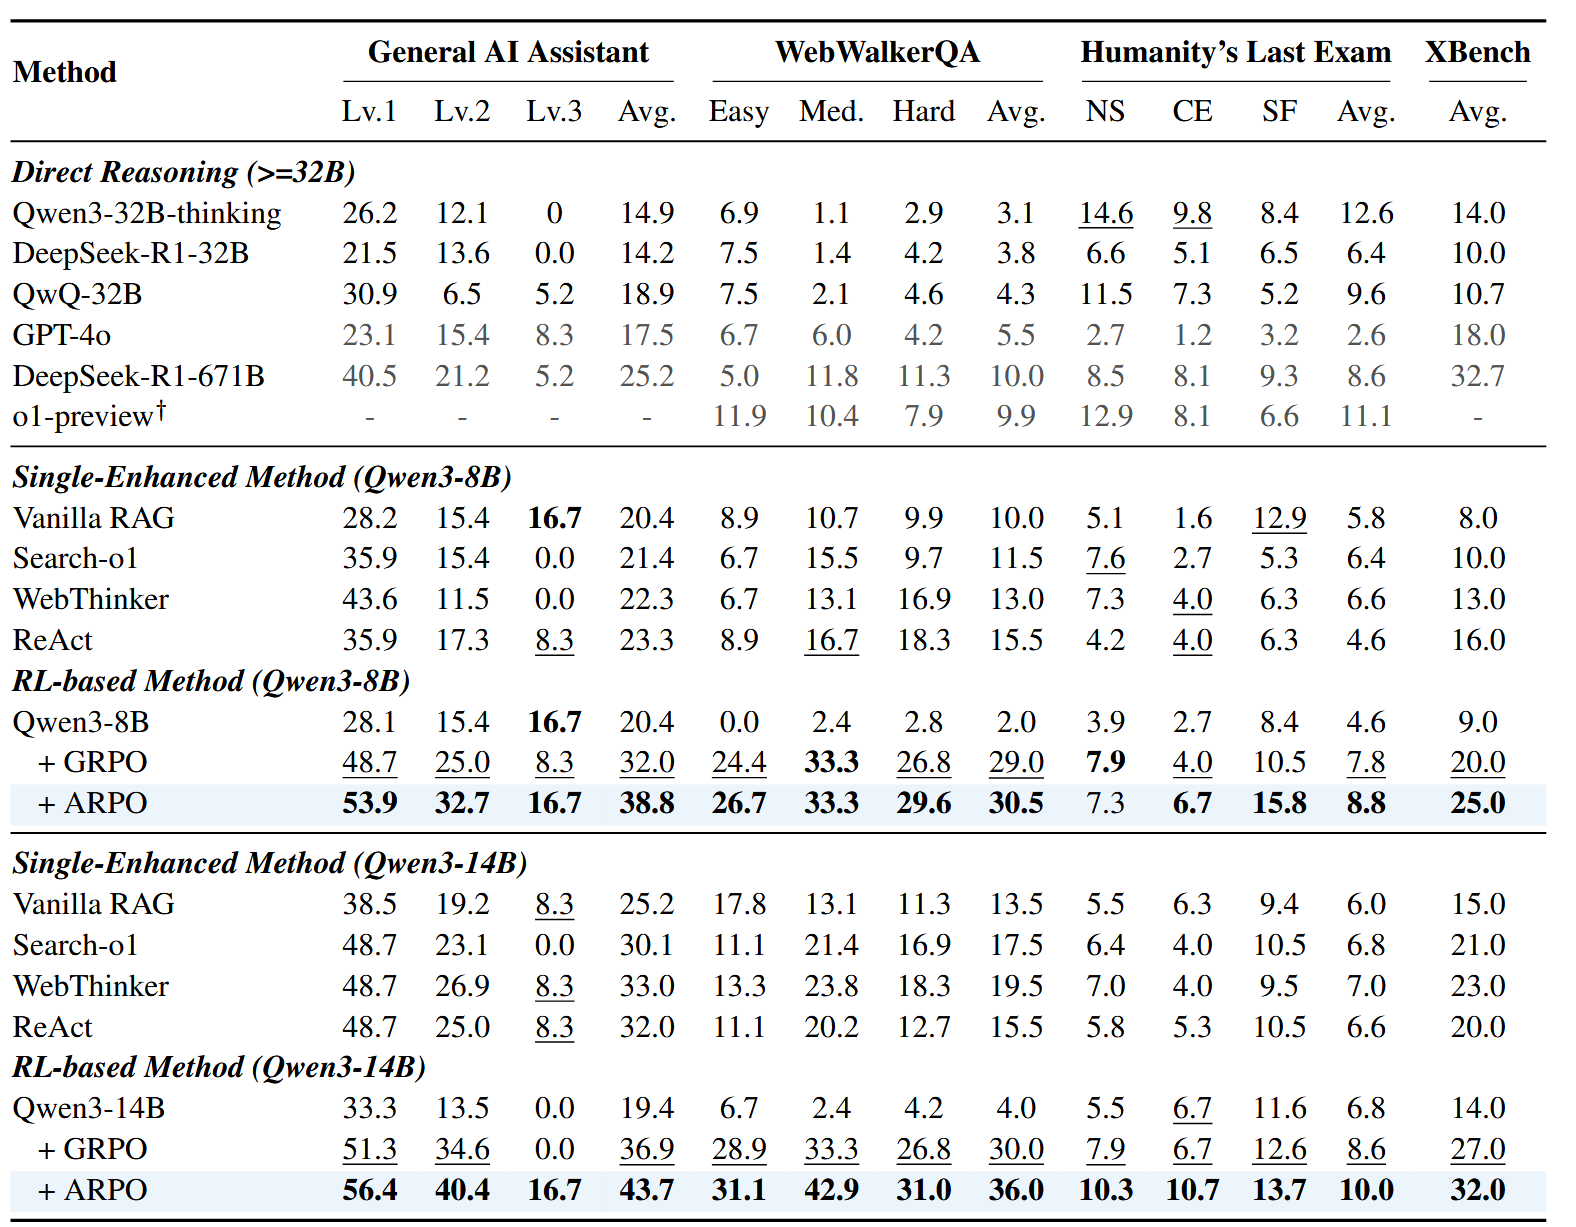 Method General AI Assistant WebWalkerQA Humanity's Last Exam XBench
Lv.1 Lv.2 Lv.3 Avg. Easy Med. Hard Avg. NS CE SF Avg. Avg.
Direct Reasoning (>=32B)
Qwen3-32B-thinking 26.2 12.1 0 14.9 6.9 1.1 2.9 3.1 14.6 9.8 8.4 12.6 14.0
DeepSeek-R1-32B 21.5 13.6 0.0 14.2 7.5 1.4 4.2 3.8 6.6 5.1 6.5 6.4 10.0
QwQ-32B 30.9 6.5 5.2 18.9 7.5 2.1 4.6 4.3 11.5 7.3 5.2 9.6 10.7
GPT-4o 23.1 15.4 8.3 17.5 6.7 6.0 4.2 5.5 2.7 1.2 3.2 2.6 18.0
DeepSeek-R1-671B 40.5 21.2 5.2 25.2 5.0 11.8 11.3 10.0 8.5 8.1 9.3 8.6 32.7
o1-preview† - - - - 11.9 10.4 7.9 9.9 12.9 8.1 6.6 11.1 -
Single-Enhanced Method (Qwen3-8B)
Vanilla RAG 28.2 15.4 16.7 20.4 8.9 10.7 9.9 10.0 5.1 1.6 12.9 5.8 8.0
Search-o1 35.9 15.4 0.0 21.4 6.7 15.5 9.7 11.5 7.6 2.7 5.3 6.4 10.0
WebThinker 43.6 11.5 0.0 22.3 6.7 13.1 16.9 13.0 7.3 4.0 6.3 6.6 13.0
ReAct 35.9 17.3 8.3 23.3 8.9 16.7 18.3 15.5 4.2 4.0 6.3 4.6 16.0
RL-based Method (Qwen3-8B)
Qwen3-8B 28.1 15.4 16.7 20.4 0.0 2.4 2.8 2.0 3.9 2.7 8.4 4.6 9.0
+ GRPO 48.7 25.0 8.3 32.0 24.4 33.3 26.8 29.0 7.9 4.0 10.5 7.8 20.0
+ ARPO 53.9 32.7 16.7 38.8 26.7 33.3 29.6 30.5 7.3 6.7 15.8 8.8 25.0
Single-Enhanced Method (Qwen3-14B)
Vanilla RAG 38.5 19.2 8.3 25.2 17.8 13.1 11.3 13.5 5.5 6.3 9.4 6.0 15.0
Search-o1 48.7 23.1 0.0 30.1 11.1 21.4 16.9 17.5 6.4 4.0 10.5 6.8 21.0
WebThinker 48.7 26.9 8.3 33.0 13.3 23.8 18.3 19.5 7.0 4.0 9.5 7.0 23.0
ReAct 48.7 25.0 8.3 32.0 11.1 20.2 12.7 15.5 5.8 5.3 10.5 6.6 20.0
RL-based Method (Qwen3-14B)
Qwen3-14B 33.3 13.5 0.0 19.4 6.7 2.4 4.2 4.0 5.5 6.7 11.6 6.8 14.0
+ GRPO 51.3 34.6 0.0 36.9 28.9 33.3 26.8 30.0 7.9 6.7 12.6 8.6 27.0
+ ARPO 56.4 40.4 16.7 43.7 31.1 42.9 31.0 36.0 10.3 10.7 13.7 10.0 32.0